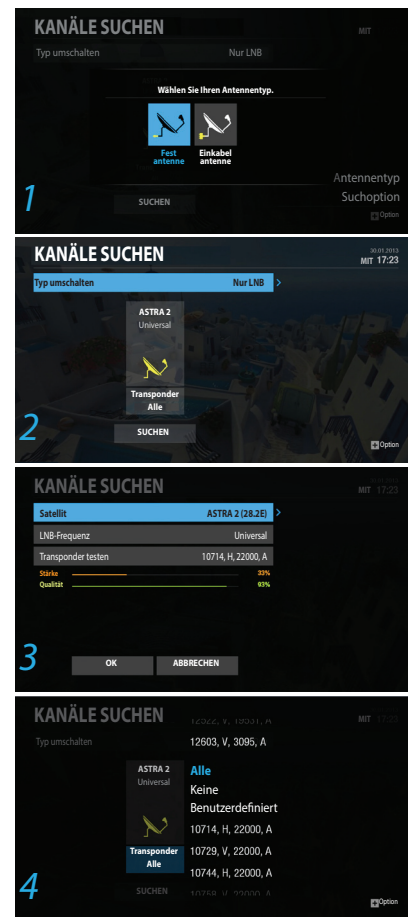 KANÄLE SUCHEN
MIT
Typ umschalten Nur LNB
Wählen Sie Ihren Antennentyp.
Fest Einkabel
antenne antenne
Antennentyp
Suchoption
Option
SUCHEN
1
KANÄLE SUCHEN
30.01.2013
MIT 17:23
Typ umschalten Nur LNB >
ASTRA 2
Universal
Transponder
Alle
SUCHEN
Option
2
KANÄLE SUCHEN
MIT 17:23
Satellit ASTRA 2 (28.2E) >
LNB-Frequenz Universal
Transponder testen 10714, H, 22000, A
Stärke 33%
Qualität 93%
OK ABBRECHEN
3
KANÄLE SUCHEN
MIT 17:23
12522, V, 19531, A
Typ umschalten 12603, V, 3095, A
ASTRA 2 Alle
Universal Keine
Benutzerdefiniert
10714, H, 22000, A
Transponder 10729, V, 22000, A
Alle
10744, H, 22000, A
SUCHEN 10758, V, 22000, A
Option
4